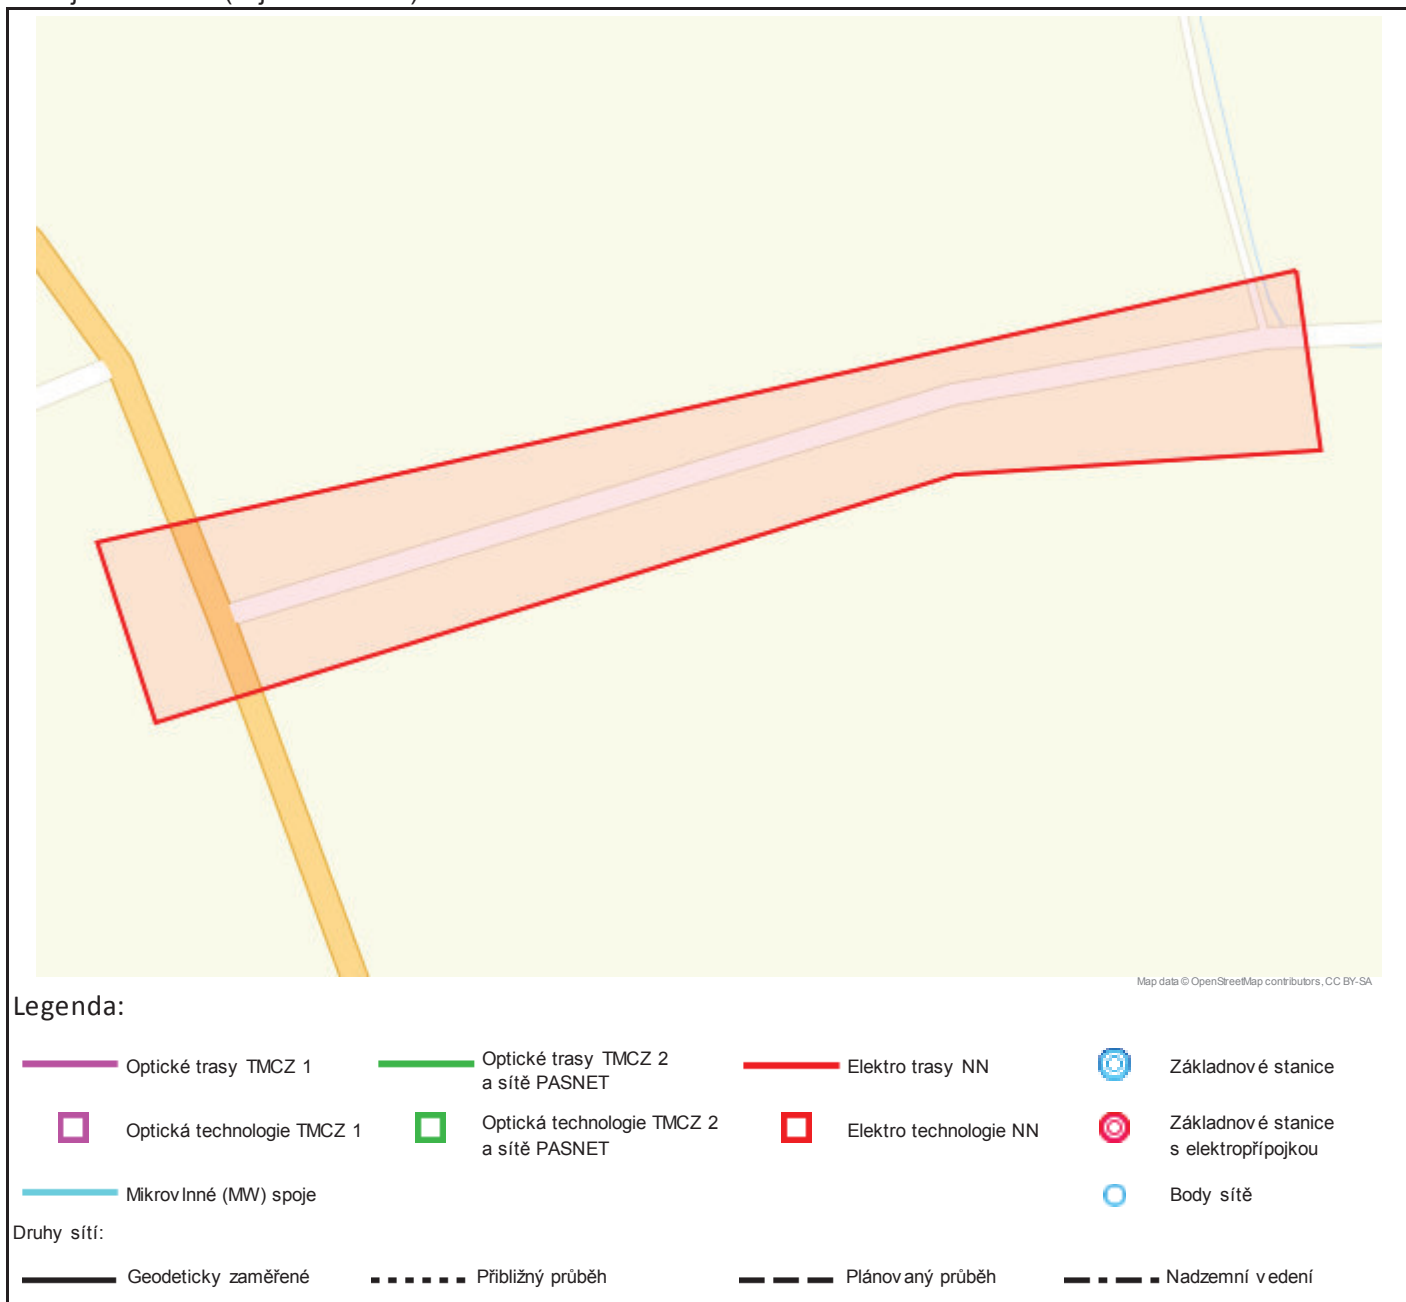 Map data © OpenStreetMap contributors, CC BY-SA
Legenda:
Optické trasy TMCZ 1
Optické trasy TMCZ 2
a sítě PASNET
Elektro trasy NN
Základnové stanice
Optická technologie TMCZ 1
Optická technologie TMCZ 2
a sítě PASNET
Elektro technologie NN
Základnové stanice
s elektropřípojkou
Mikrovlnné (MW) spoje
Body sítě
Druhy sítí:
Geodeticky zaměřené
Přibližný průběh
Plánovaný průběh
Nadzemní vedení